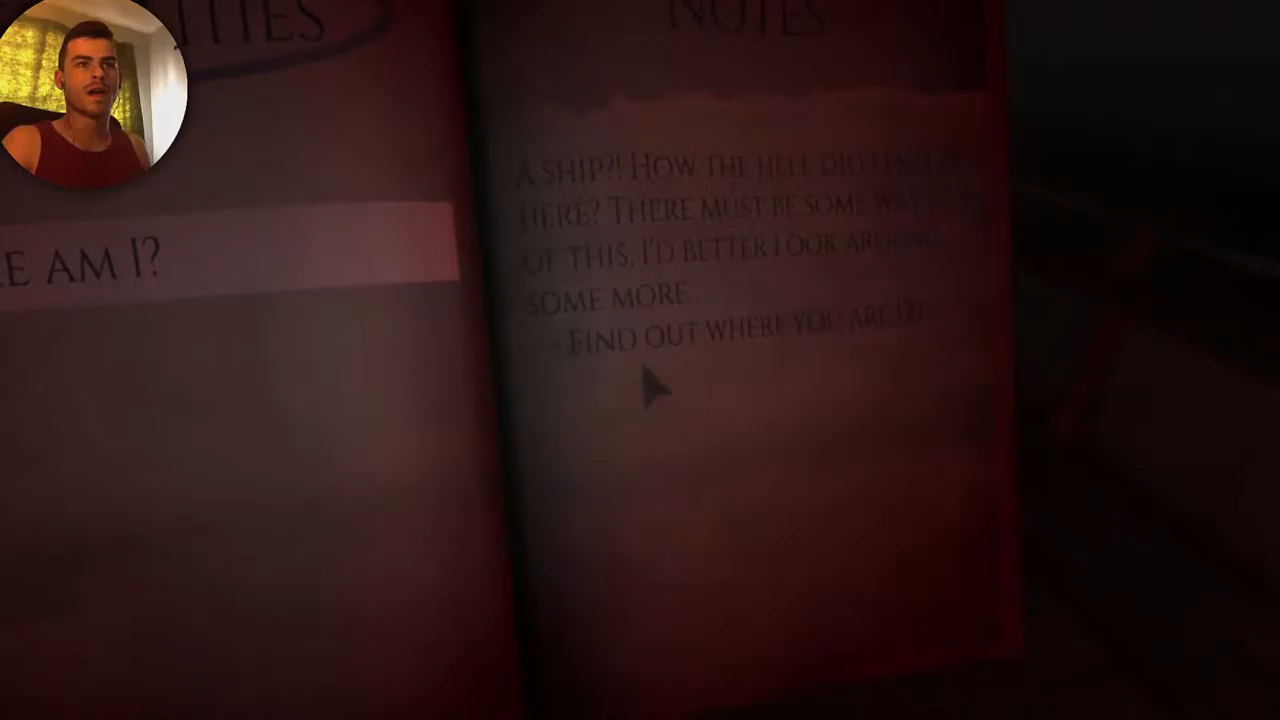 NOTES
E AM I?
A SHIP?! HOW THE HELL DID I
HERE? THERE MUST BE SOME WAY
OF THIS, I'D BETTER LOOK AROUND
SOME MORE
- FIND OUT WHERE YOU ARE